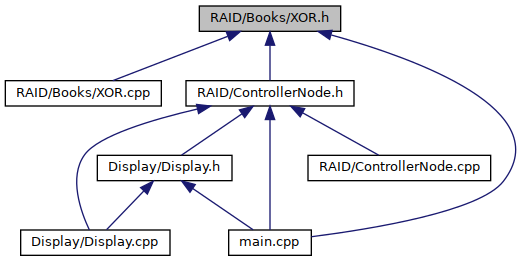 RAID/Books/XOR.h
RAID/Books/XOR.cpp
RAID/ControllerNode.h
Display/Display.h
RAID/ControllerNode.cpp
Display/Display.cpp
main.cpp